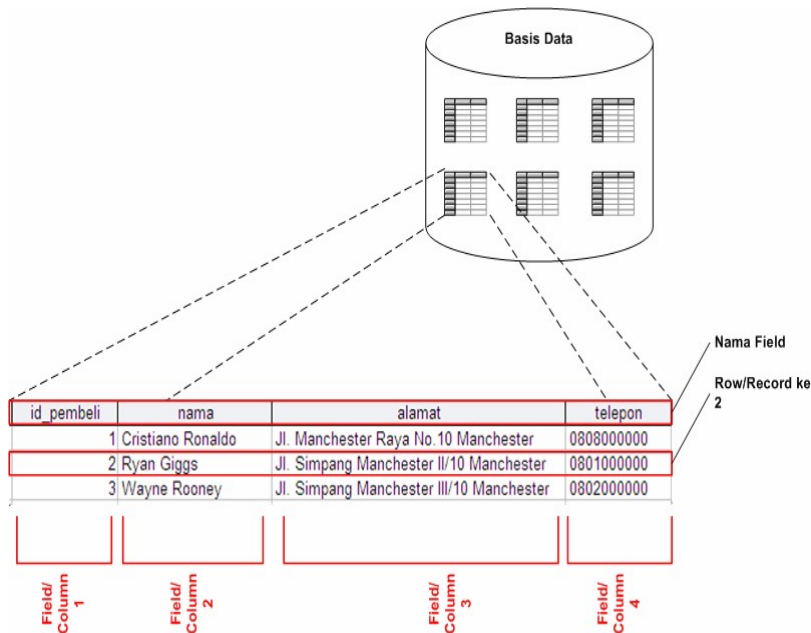 Basis Data
Nama Field
Row/Record ke
2
id_pembeli nama alamat telepon
1 Cristiano Ronaldo Jl. Manchester Raya No.10 Manchester 0808000000
2 Ryan Giggs Jl. Simpang Manchester II/10 Manchester 0801000000
3 Wayne Rooney Jl. Simpang Manchester III/10 Manchester 0802000000
Field/
Column
1
Field/
Column
2
Field/
Column
3
Field/
Column
4